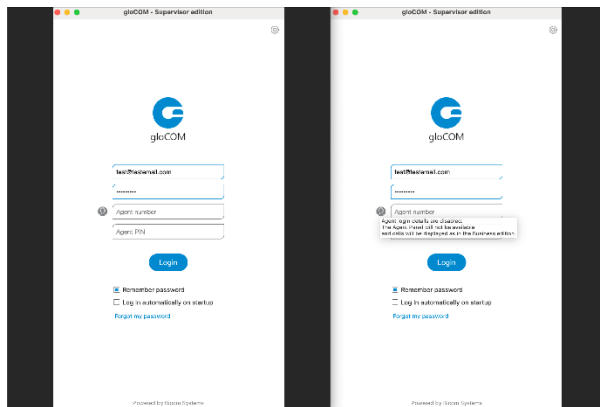 gloCOM - Supervisor edition
gloCOM
test@testemail.com
Agent number
Agent PIN
Login
Remember password
Log in automatically on startup
Forgot my password
Powered by Bicom Systems
gloCOM - Supervisor edition
gloCOM
test@testemail.com
Agent number
Agent login details are disabled.
The Agent Panel will not be available
and calls will be displayed as in the Business edition
Login
Remember password
Log in automatically on startup
Forgot my password
Powered by Bicom Systems